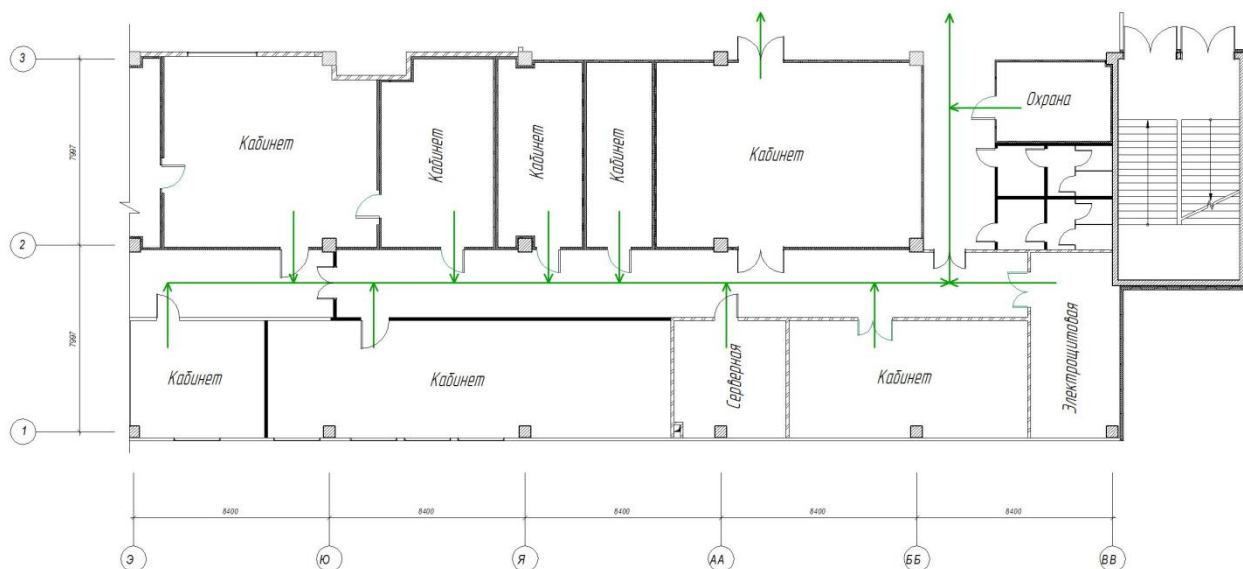 3
Охрана
7997
Кабинет
Кабинет
Кабинет
Кабинет
Кабинет
2
7997
Кабинет
Кабинет
Серверная
Кабинет
Электрощитовая
1
8400
8400
8400
8400
8400
Э
Ю
Я
АА
ББ
ВВ